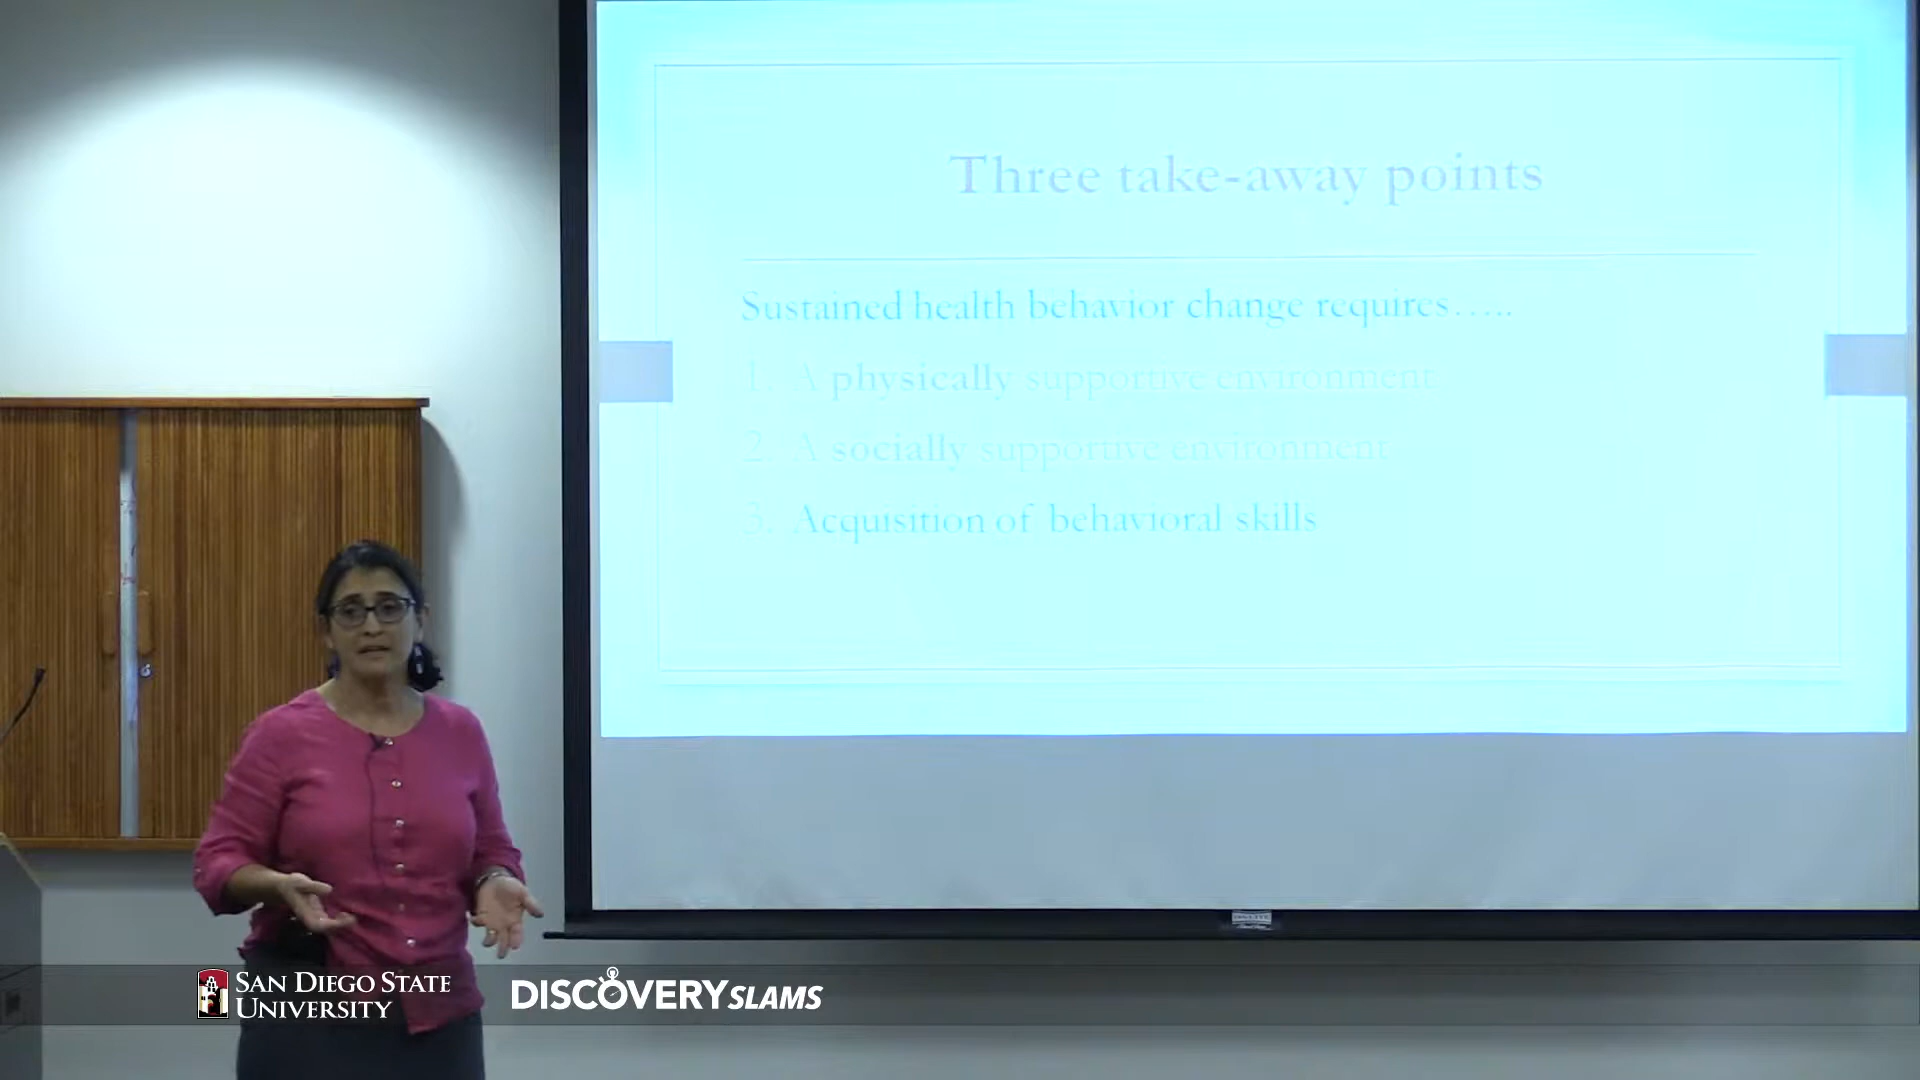 Three take-away points
Sustained health behavior change requires…..
1. A physically supportive environment
2. A socially supportive environment
3. Acquisition of behavioral skills
SAN DIEGO STATE
UNIVERSITY
DISCOVERY SLAMS